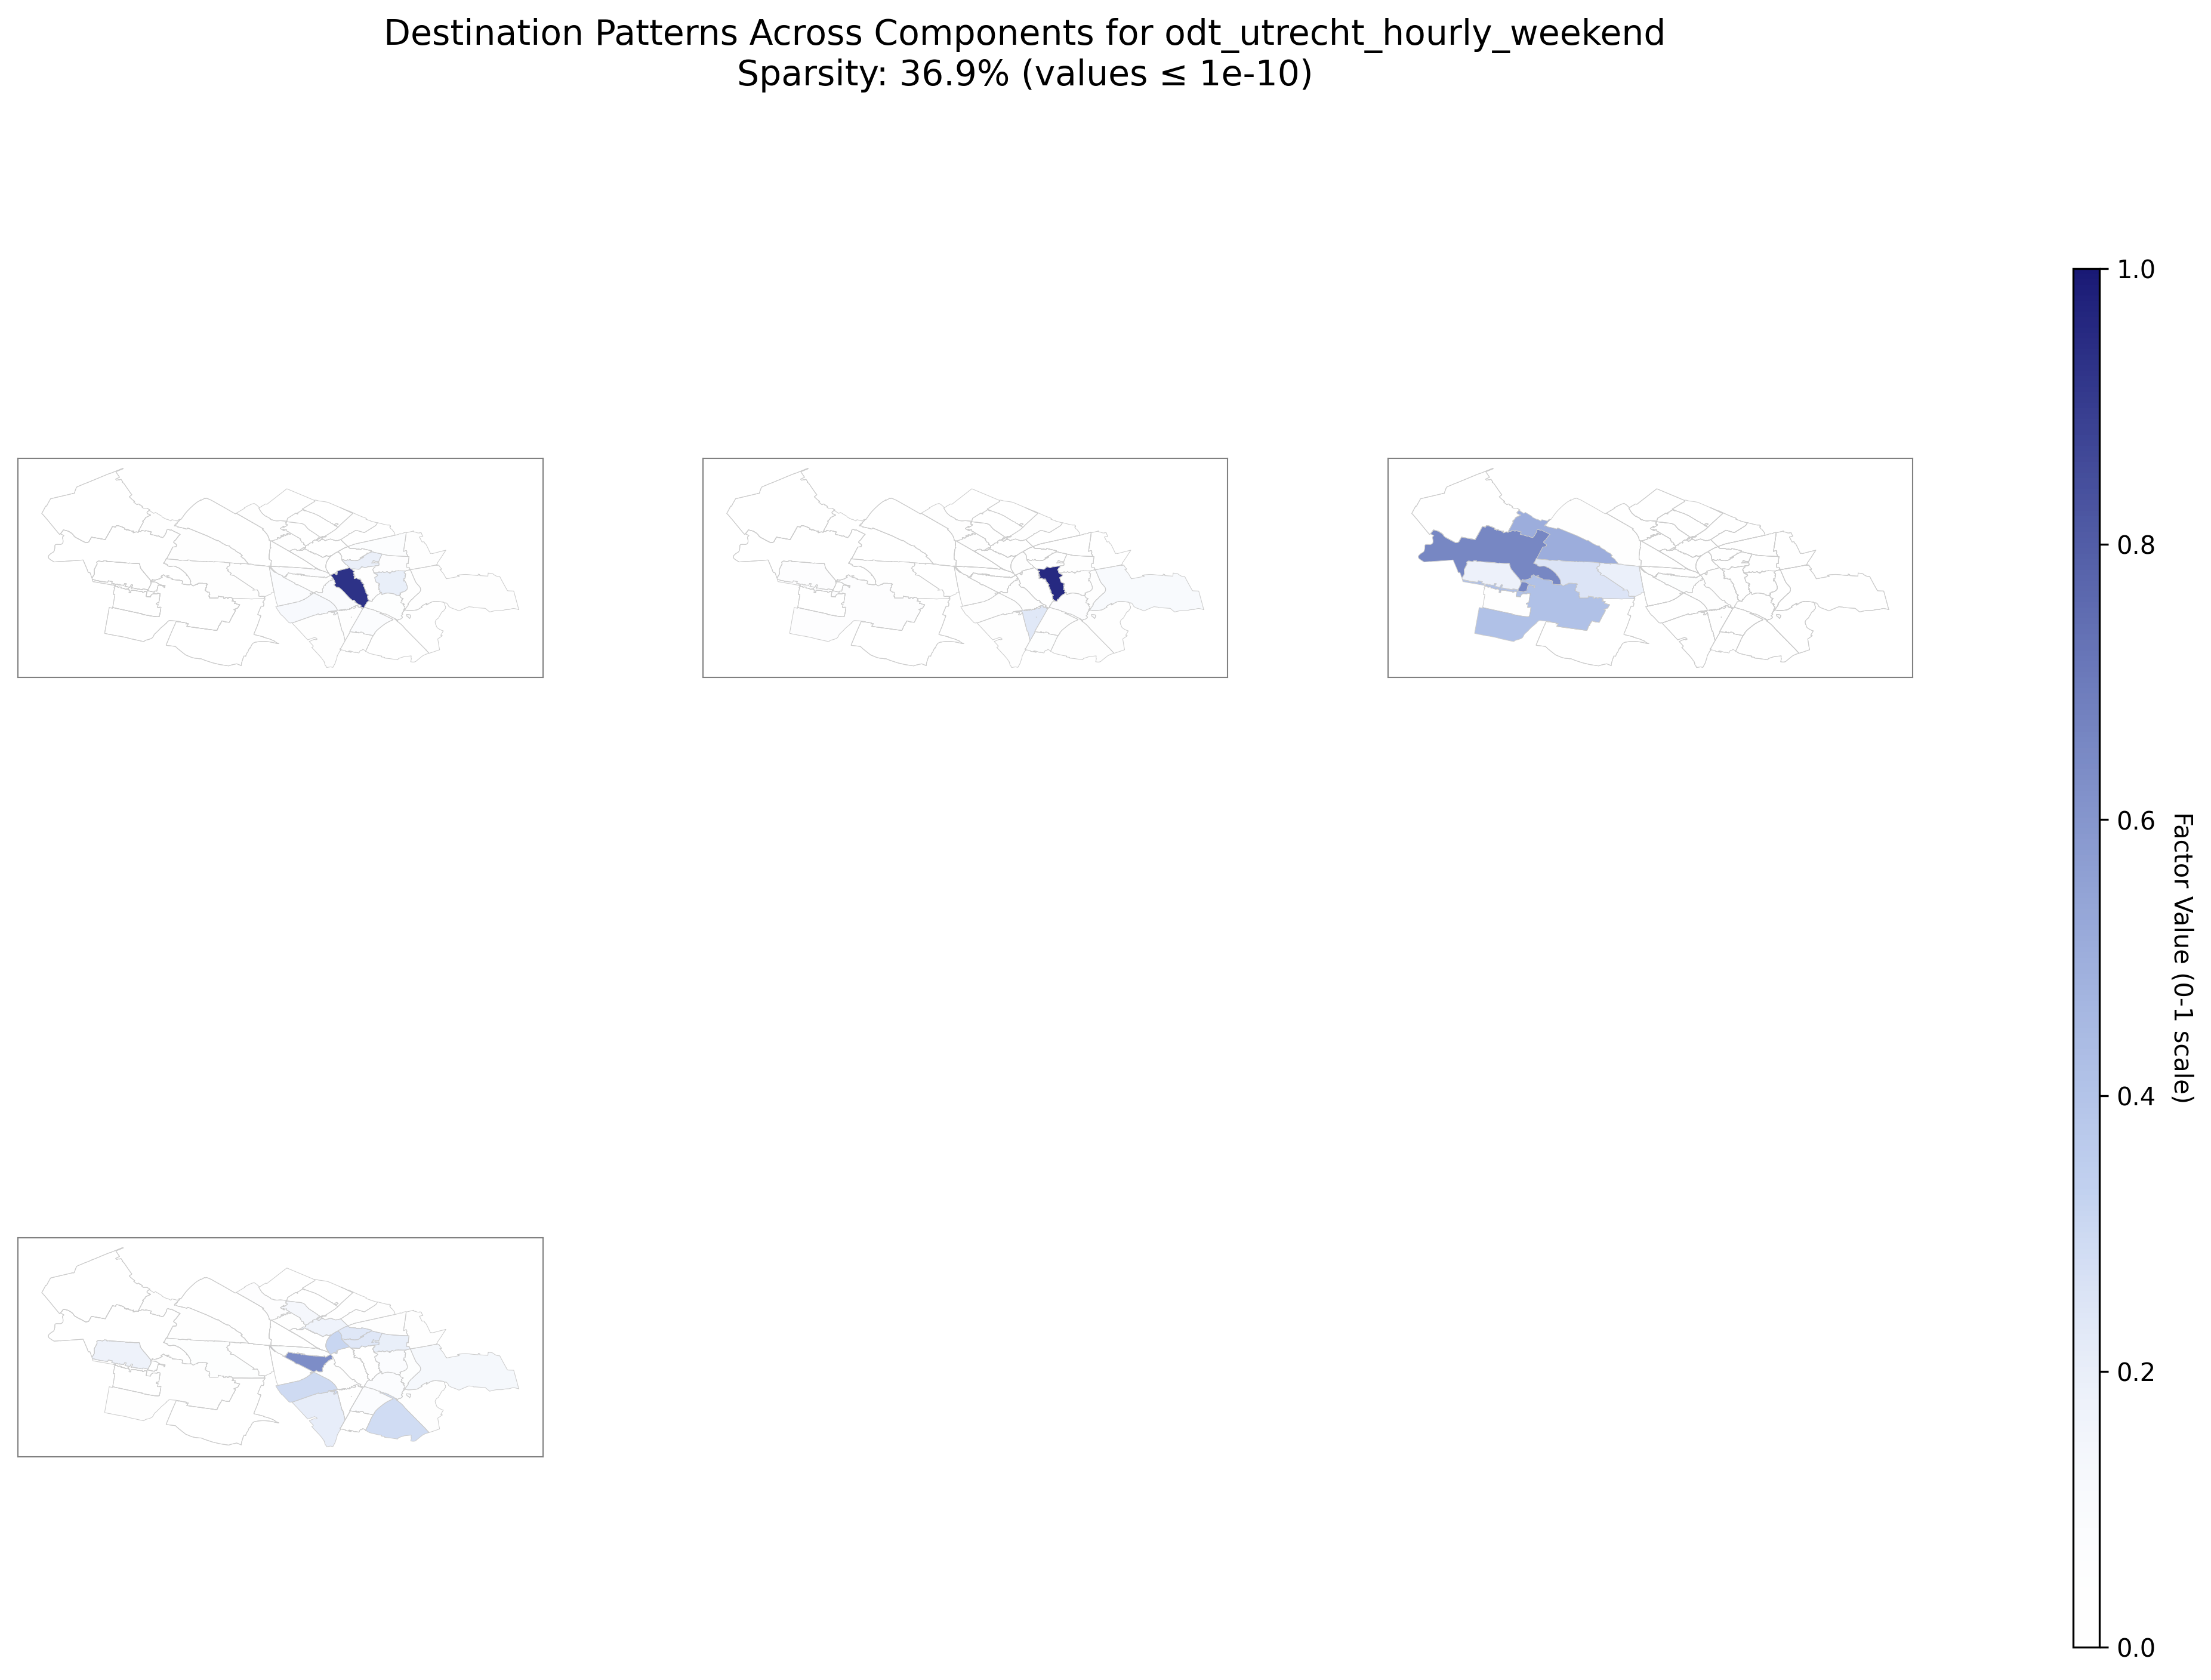 Destination Patterns Across Components for odt_utrecht_hourly_weekend
Sparsity: 36.9% (values ≤ 1e-10)
1.0
0.8
0.6
0.4
0.2
0.0
Factor Value (0-1 scale)